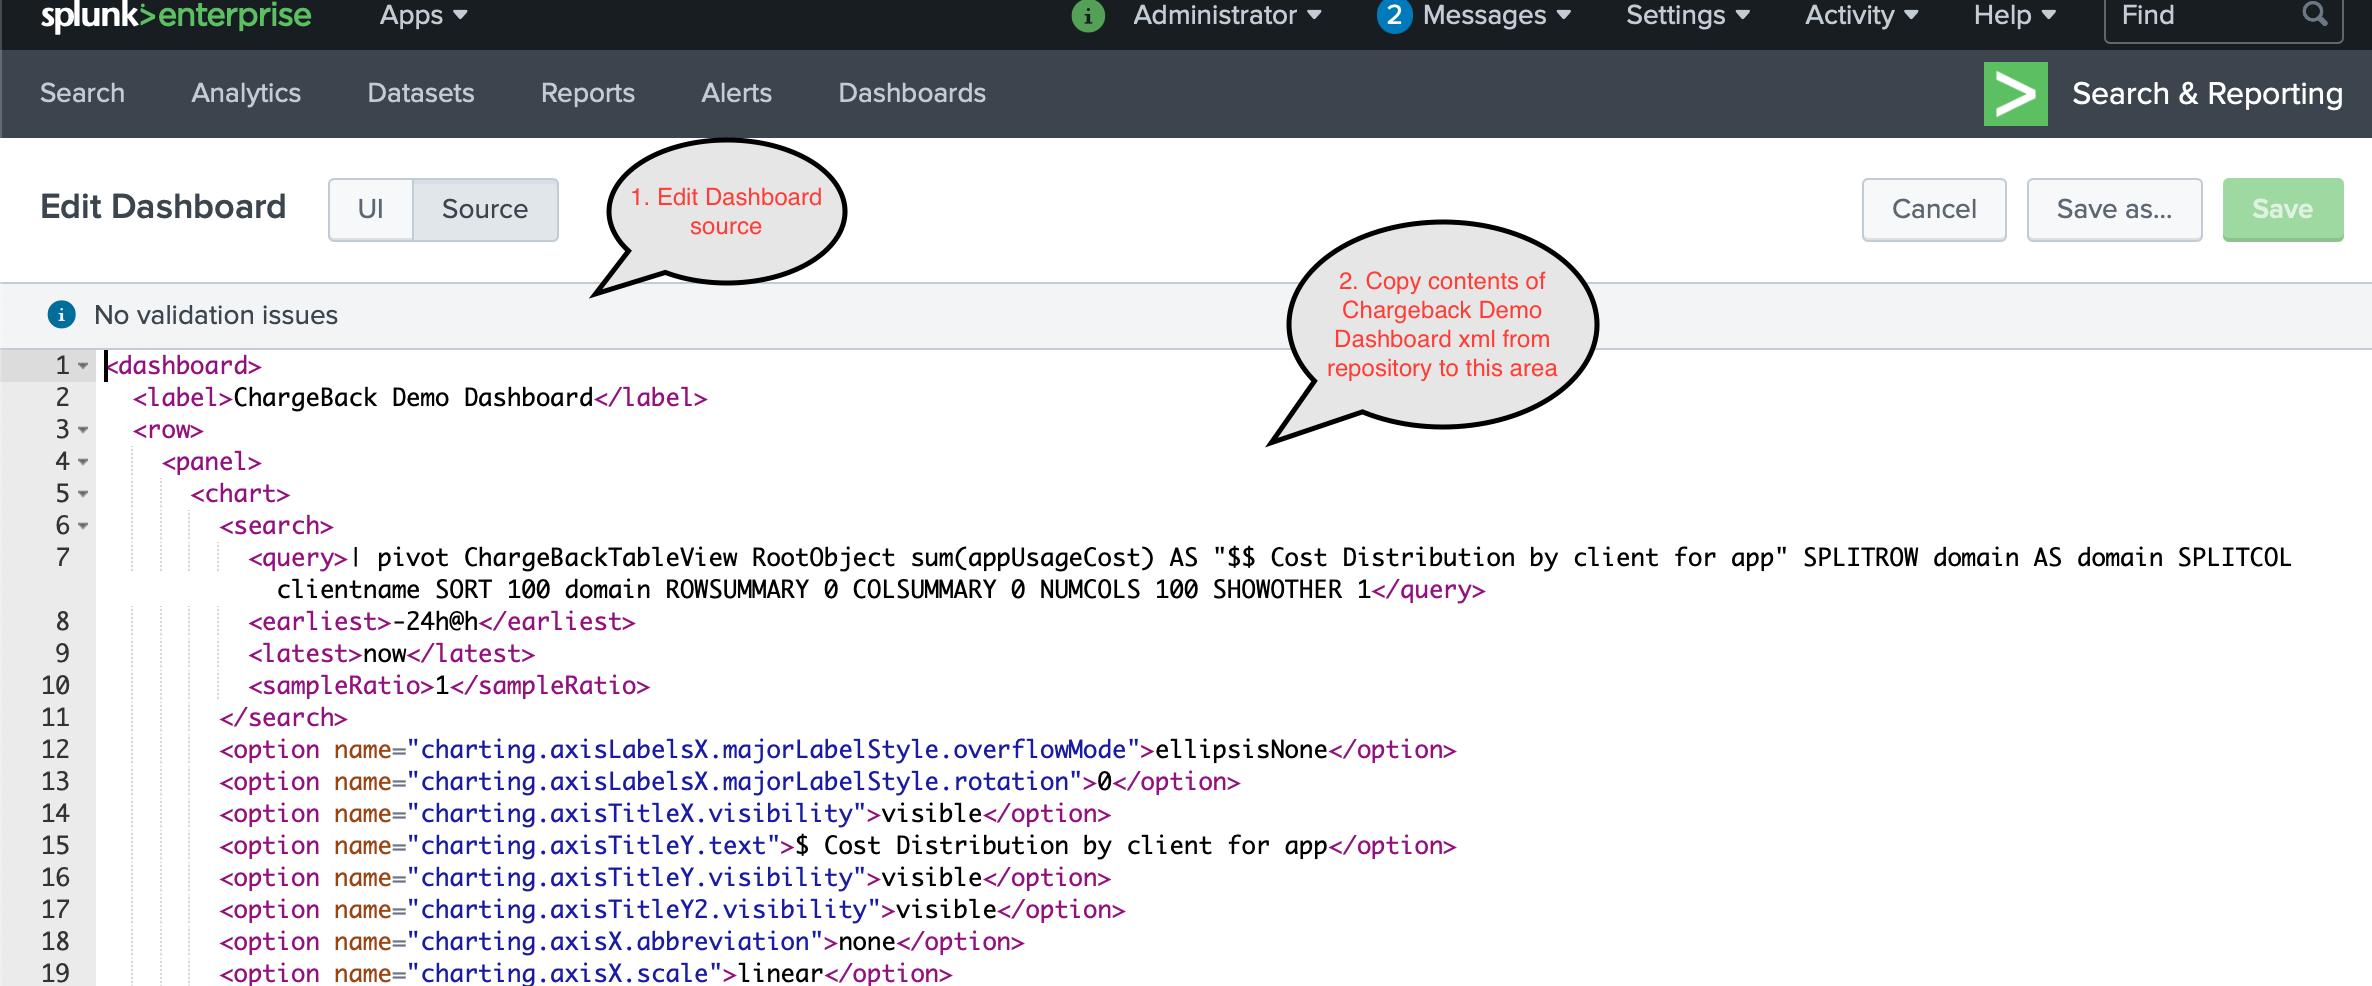 splunk>enterprise Apps i Administrator 2 Messages Settings Activity Help Find
Search Analytics Datasets Reports Alerts Dashboards > Search & Reporting
Edit Dashboard UI Source Cancel Save as... Save
1. Edit Dashboard
source
2. Copy contents of
Chargeback Demo
Dashboard xml from
repository to this area
i No validation issues
1 <dashboard>
2 <label>ChargeBack Demo Dashboard</label>
3 <row>
4 <panel>
5 <chart>
6 <search>
7 <query>| pivot ChargeBackTableView RootObject sum(appUsageCost) AS "$$ Cost Distribution by client for app" SPLITROW domain AS domain SPLITCOL
clientname SORT 100 domain ROWSUMMARY 0 COLSUMMARY 0 NUMCOLS 100 SHOWOTHER 1</query>
8 <earliest>-24h@h</earliest>
9 <latest>now</latest>
10 <sampleRatio>1</sampleRatio>
11 </search>
12 <option name="charting.axisLabelsX.majorLabelStyle.overflowMode">ellipsisNone</option>
13 <option name="charting.axisLabelsX.majorLabelStyle.rotation">0</option>
14 <option name="charting.axisTitleX.visibility">visible</option>
15 <option name="charting.axisTitleY.text">$ Cost Distribution by client for app</option>
16 <option name="charting.axisTitleY.visibility">visible</option>
17 <option name="charting.axisTitleY2.visibility">visible</option>
18 <option name="charting.axisX.abbreviation">none</option>
19 <option name="charting.axisX.scale">linear</option>